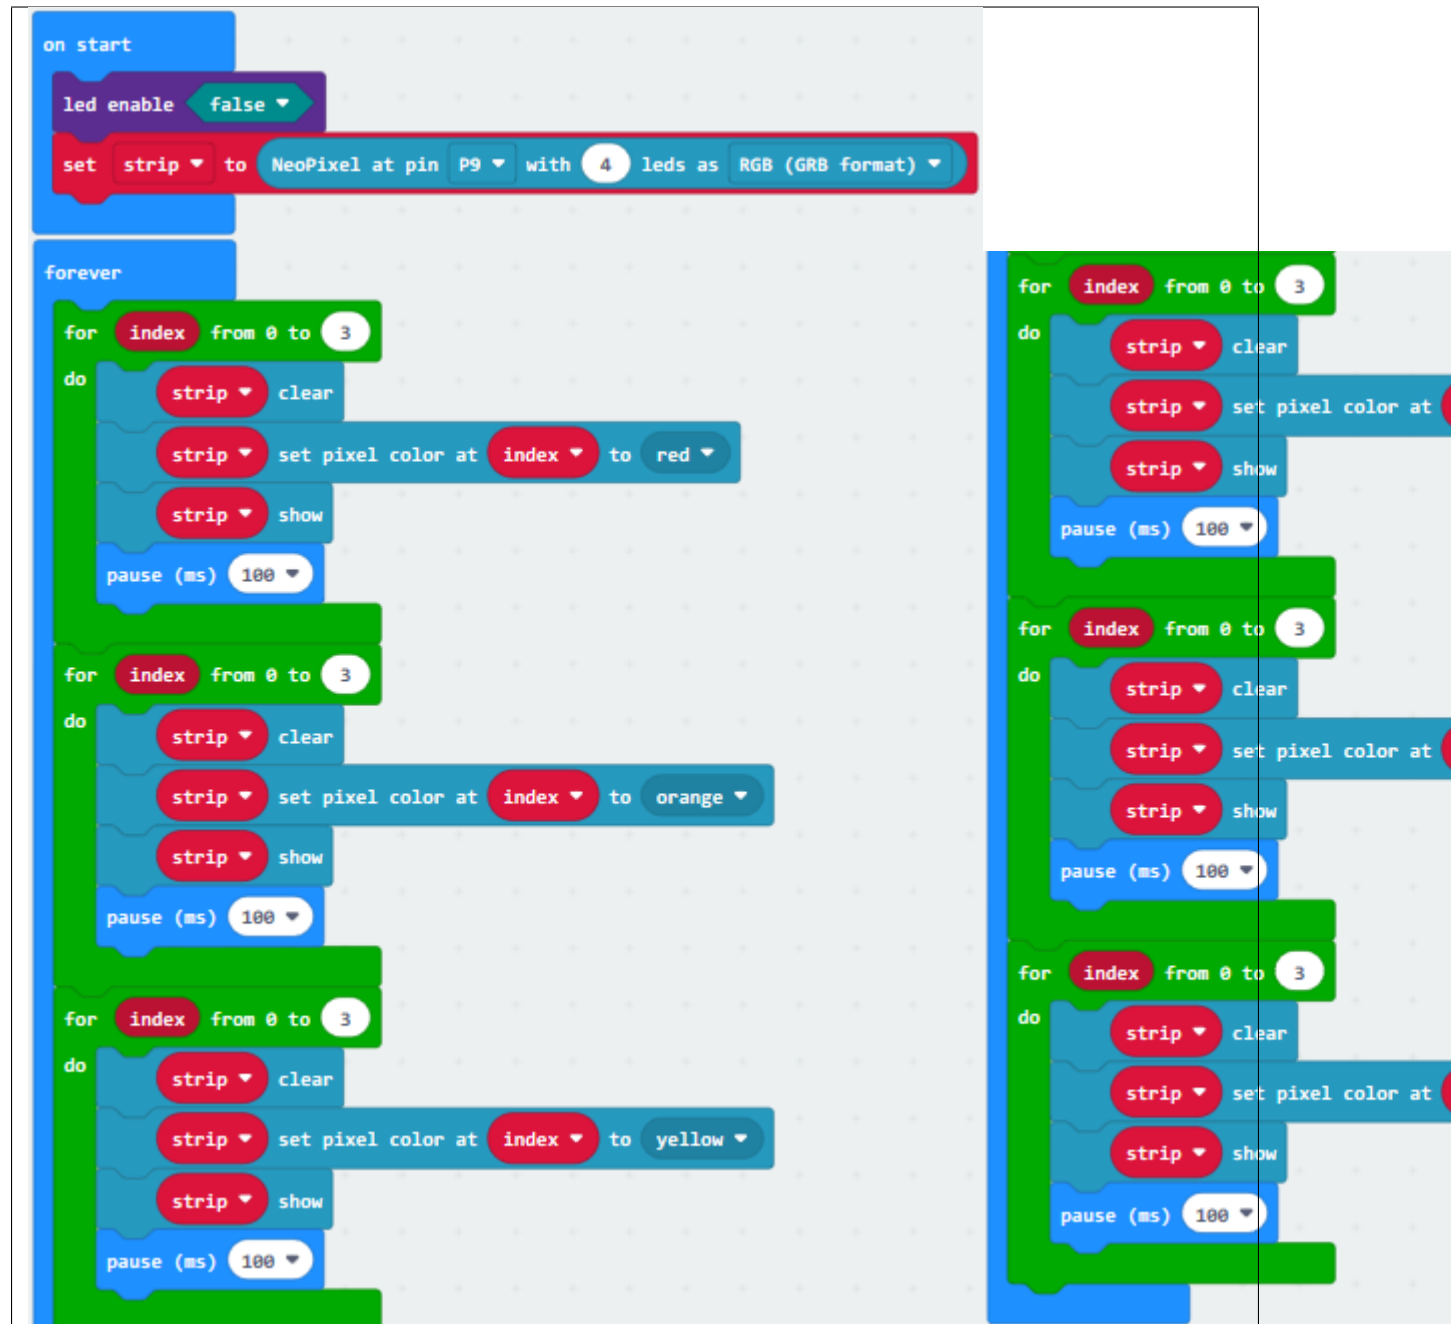 on start
led enable false
set strip to NeoPixel at pin P9 with 4 leds as RGB (GRB format)
forever
for index from 0 to 3
do
strip clear
strip set pixel color at index to red
strip show
pause (ms) 100
for index from 0 to 3
do
strip clear
strip set pixel color at index to orange
strip show
pause (ms) 100
for index from 0 to 3
do
strip clear
strip set pixel color at index to yellow
strip show
pause (ms) 100
for index from 0 to 3
do
strip clear
strip set pixel color at
strip show
pause (ms) 100
for index from 0 to 3
do
strip clear
strip set pixel color at
strip show
pause (ms) 100
for index from 0 to 3
do
strip clear
strip set pixel color at
strip show
pause (ms) 100